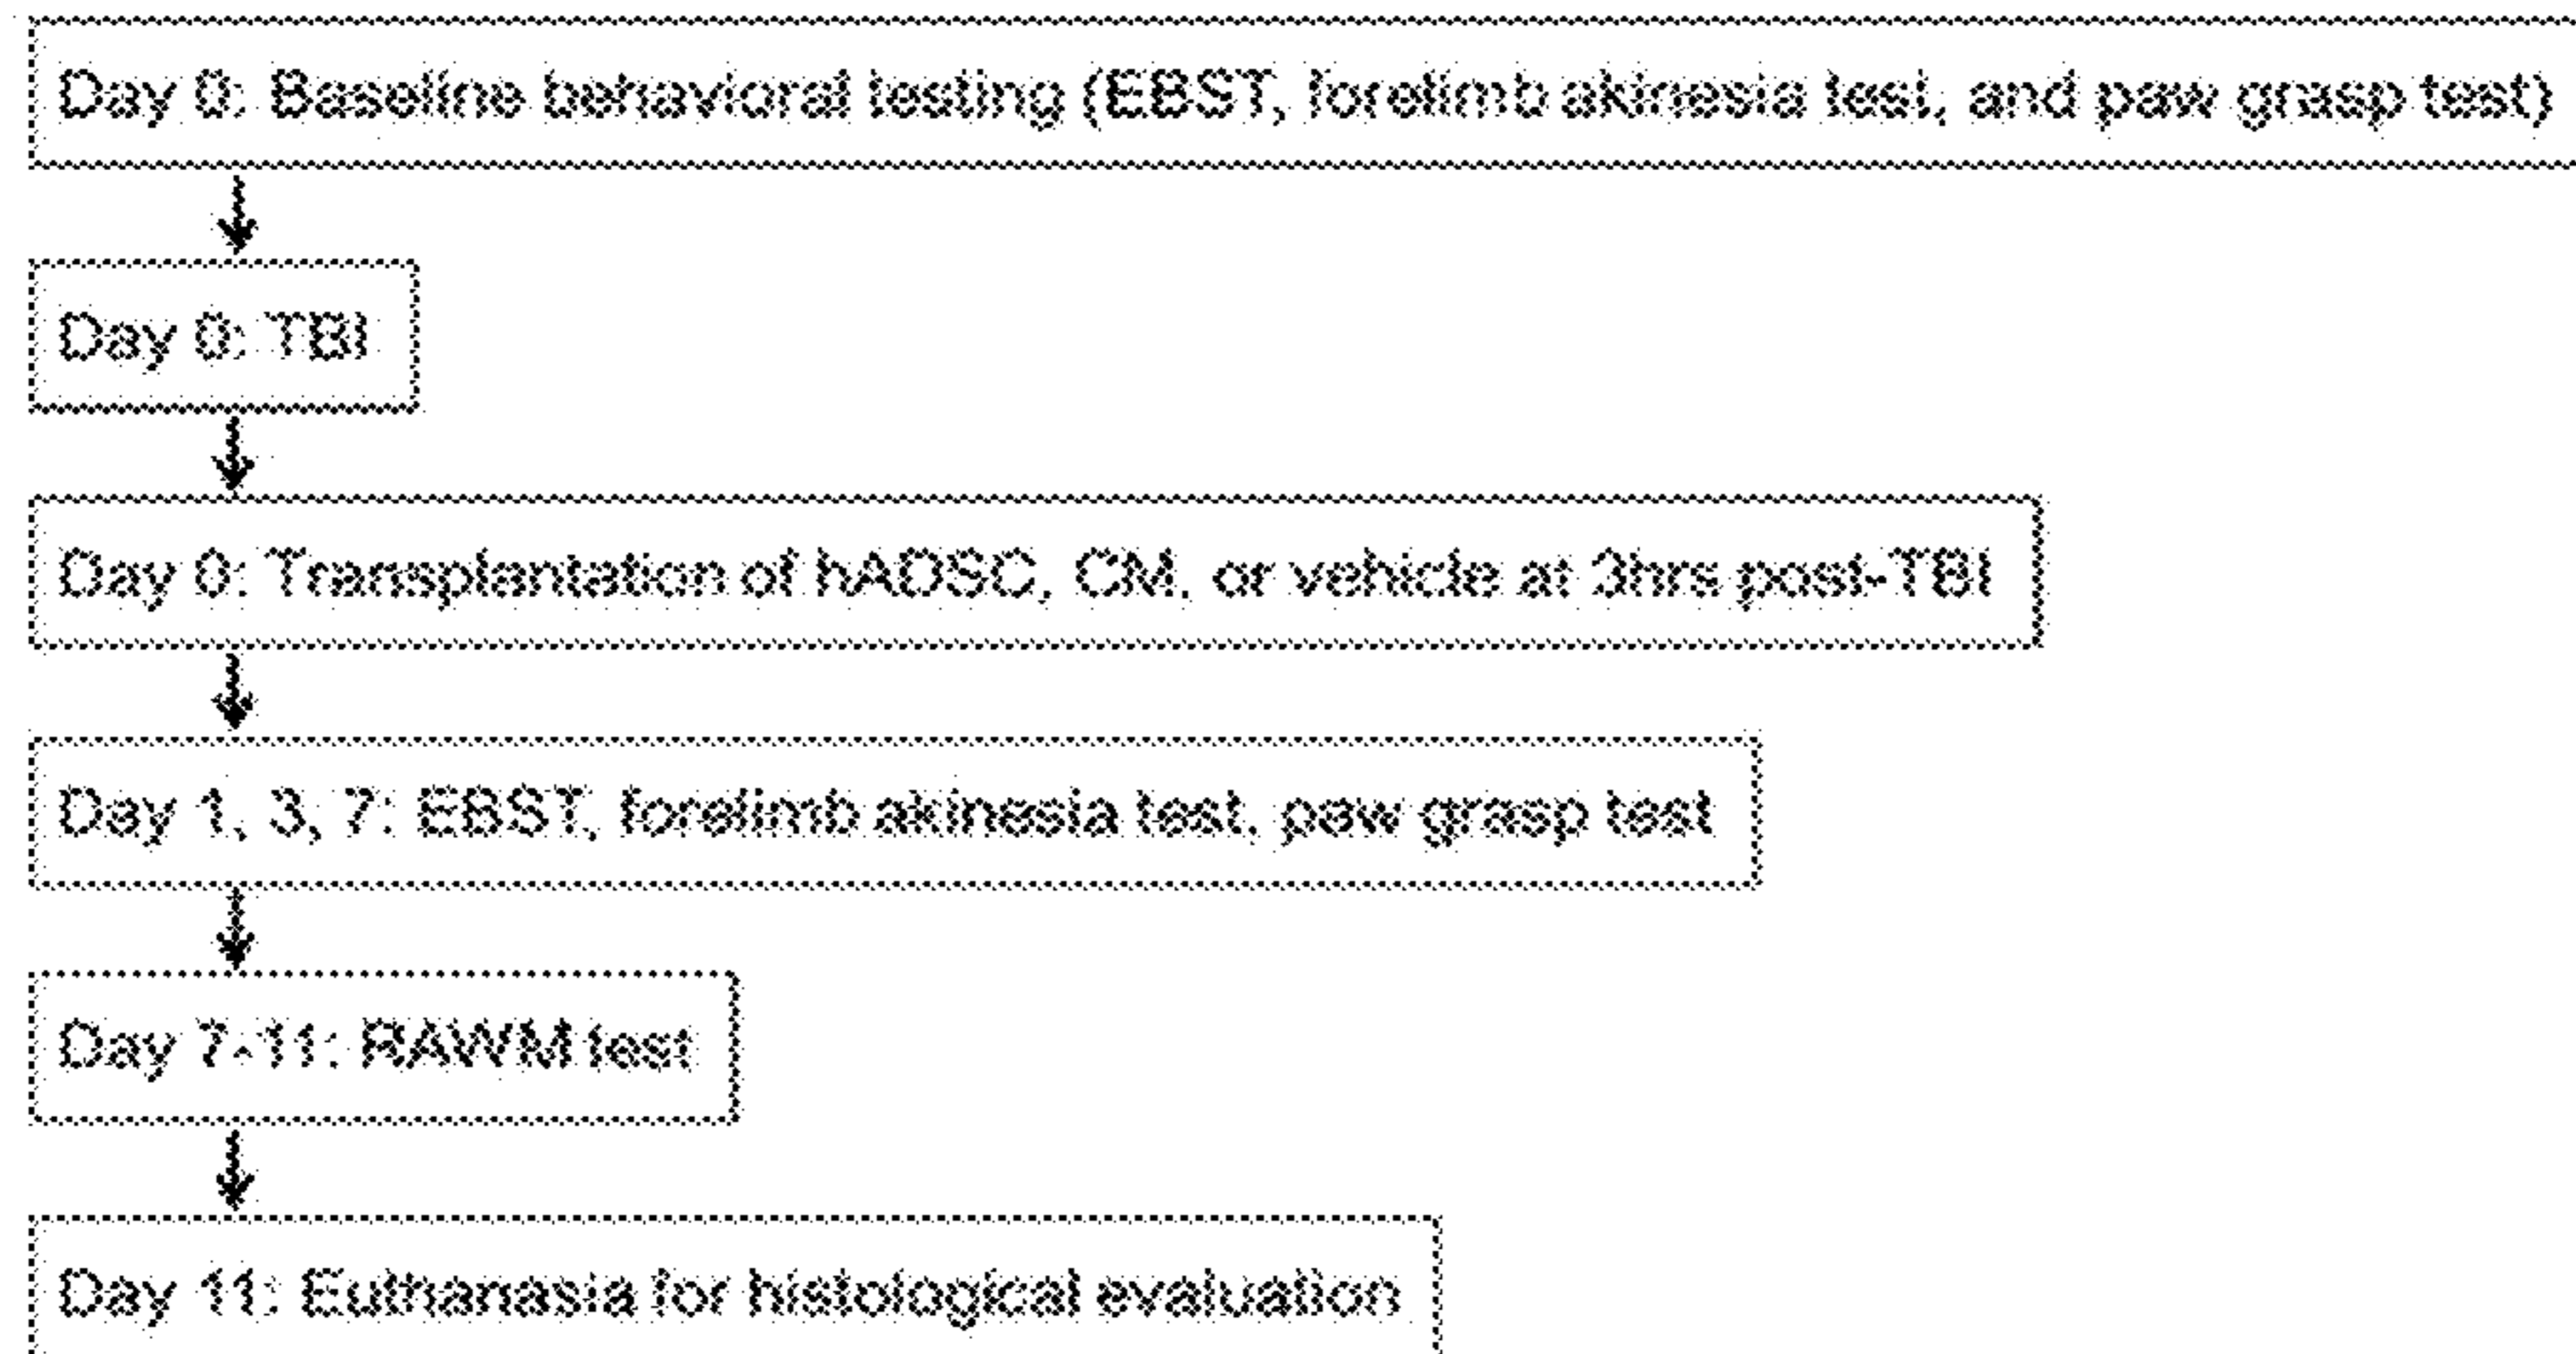 Day 0: Baseline behavioral testing (EBST, forelimb akinesia test, and paw grasp test)
Day 0: TBI
Day 0: Transplantation of hADSC, CM, or vehicle at 3hrs post-TBI
Day 1, 3, 7: EBST, forelimb akinesia test, paw grasp test
Day 7-11: RAWM test
Day 11: Euthanasia for histological evaluation